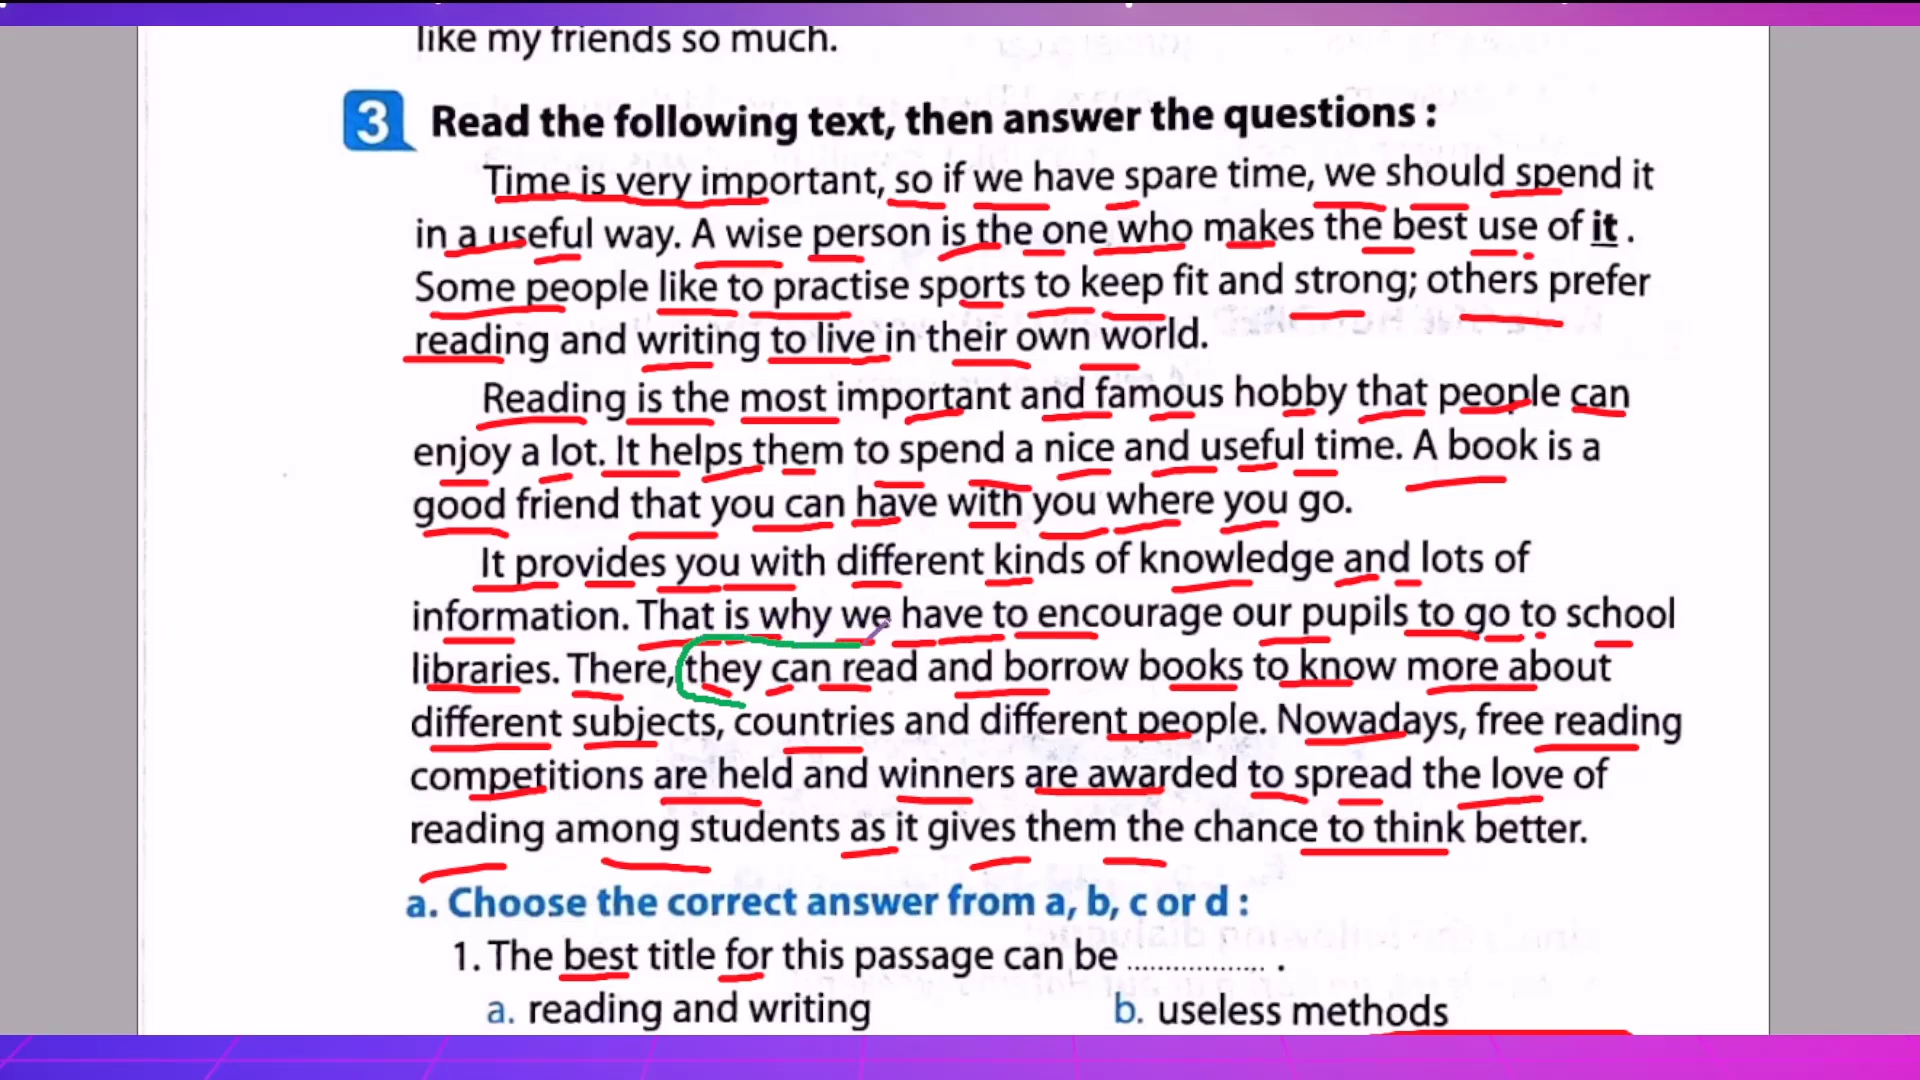 like my friends so much.
3 Read the following text, then answer the questions :
Time is very important, so if we have spare time, we should spend it
in a useful way. A wise person is the one who makes the best use of it .
Some people like to practise sports to keep fit and strong; others prefer
reading and writing to live in their own world.
Reading is the most important and famous hobby that people can
enjoy a lot. It helps them to spend a nice and useful time. A book is a
good friend that you can have with you where you go.
It provides you with different kinds of knowledge and lots of
information. That is why we have to encourage our pupils to go to school
libraries. There, they can read and borrow books to know more about
different subjects, countries and different people. Nowadays, free reading
competitions are held and winners are awarded to spread the love of
reading among students as it gives them the chance to think better.
a. Choose the correct answer from a, b, c or d :
1. The best title for this passage can be ................. .
a. reading and writing
b. useless methods